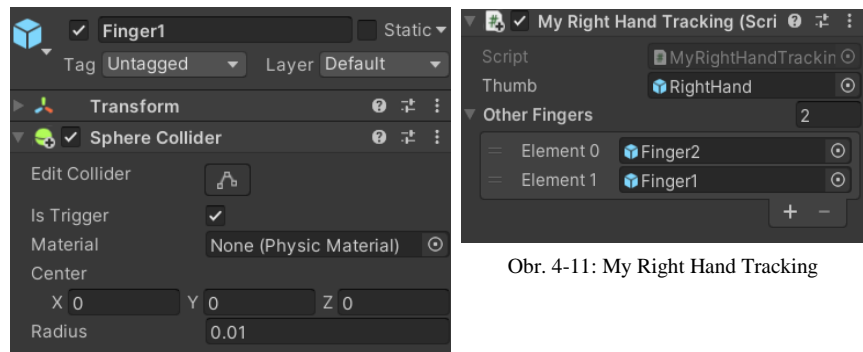 Finger1 Static
Tag Untagged Layer Default
Transform
Sphere Collider
Edit Collider
Is Trigger
Material None (Physic Material)
Center
X 0 Y 0 Z 0
Radius 0.01
My Right Hand Tracking (Scri
Script # MyRightHandTrackin
Thumb RightHand
Other Fingers 2
Element 0 Finger2
Element 1 Finger1
+ −
Obr. 4-11: My Right Hand Tracking